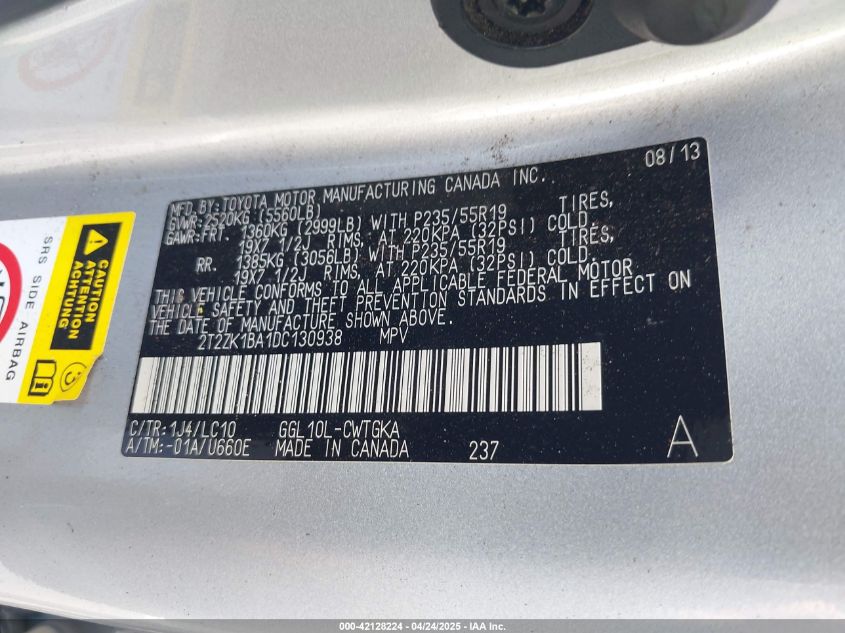 08/13
MFD.BY:TOYOTA MOTOR MANUFACTURING CANADA INC.
GVWR:2520KG (5560LB)
GAWR:FRT. 1360KG (2999LB) WITH P235/55R19 TIRES,
19X7 1/2J RIMS, AT 220KPA (32PSI) COLD.
RR. 1385KG (3056LB) WITH P235/55R19 TIRES,
19X7 1/2J RIMS, AT 220KPA (32PSI) COLD.
THIS VEHICLE CONFORMS TO ALL APPLICABLE FEDERAL MOTOR
VEHICLE SAFETY AND THEFT PREVENTION STANDARDS IN EFFECT ON
THE DATE OF MANUFACTURE SHOWN ABOVE.
2T2ZK1BA1DC130938 MPV
C/TR:1J4/LC10 GGL10L-CWTGKA
A/TM:-01A/U660E MADE IN CANADA 237 A
CAUTION
ATTENTION
ACHTUNG
SRS SIDE AIRBAG
000-42128224 - 04/24/2025 - IAA Inc.